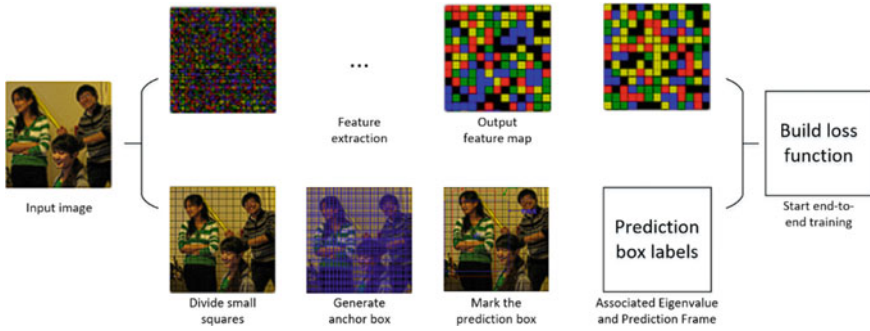 ...
Feature
extraction
Output
feature map
Input image
Build loss
function
Start end-to-
end training
Divide small
squares
Generate
anchor box
Mark the
prediction box
Prediction
box labels
Associated Eigenvalue
and Prediction Frame